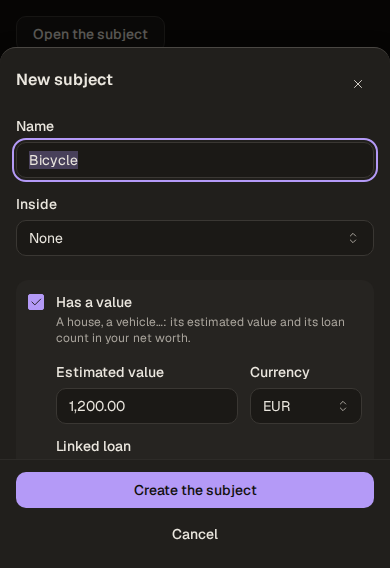 Open the subject
New subject
Name
Bicycle
Inside
None
Has a value
A house, a vehicle…: its estimated value and its loan
count in your net worth.
Estimated value
Currency
1,200.00
EUR
Linked loan
Create the subject
Cancel